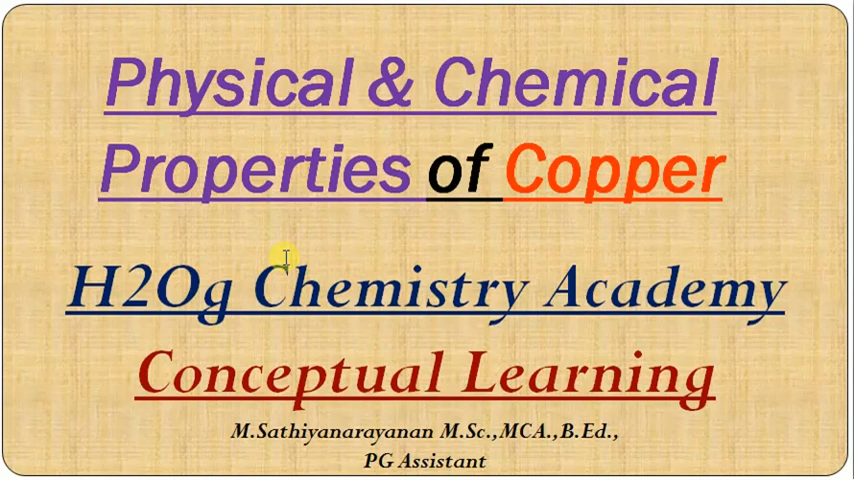 Physical & Chemical
Properties of Copper
H2Og Chemistry Academy
Conceptual Learning
M.Sathiyanarayanan M.Sc.,MCA.,B.Ed.,
PG Assistant